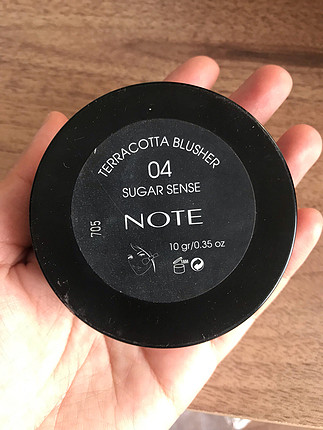 TERRACOTTA BLUSHER
04
SUGAR SENSE
NOTE
705
10 gr/0.35 oz